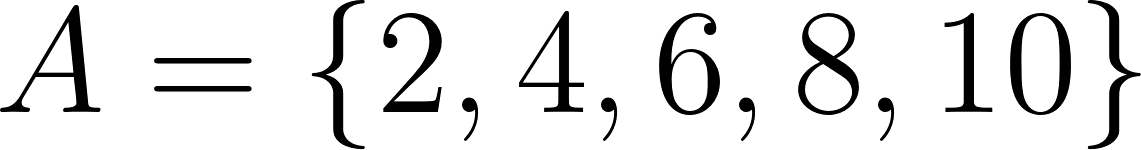 A = {2, 4, 6, 8, 10}